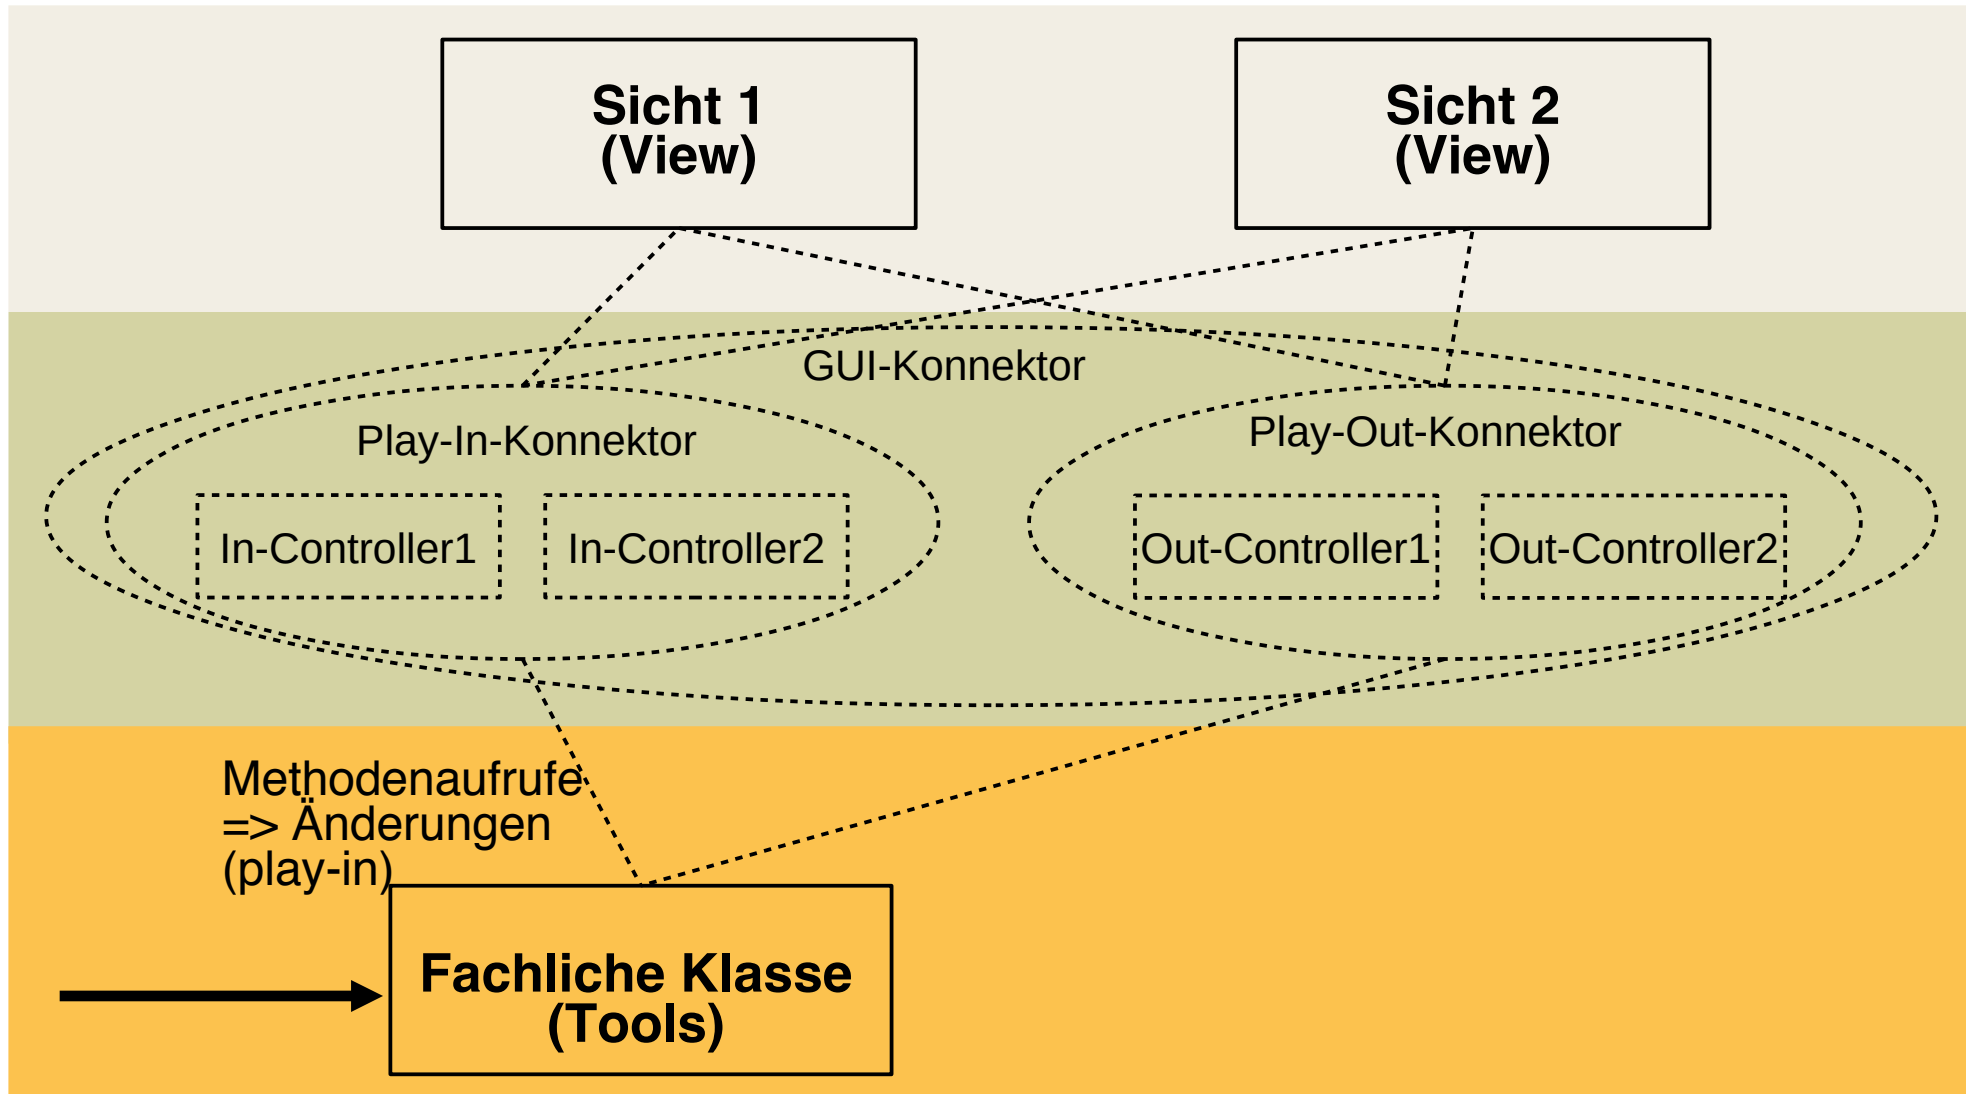 Sicht 1
(View)
Sicht 2
(View)
GUI-Konnektor
Play-In-Konnektor
Play-Out-Konnektor
In-Controller1
In-Controller2
Out-Controller1
Out-Controller2
Methodenaufrufe
=> Änderungen
(play-in)
Fachliche Klasse
(Tools)